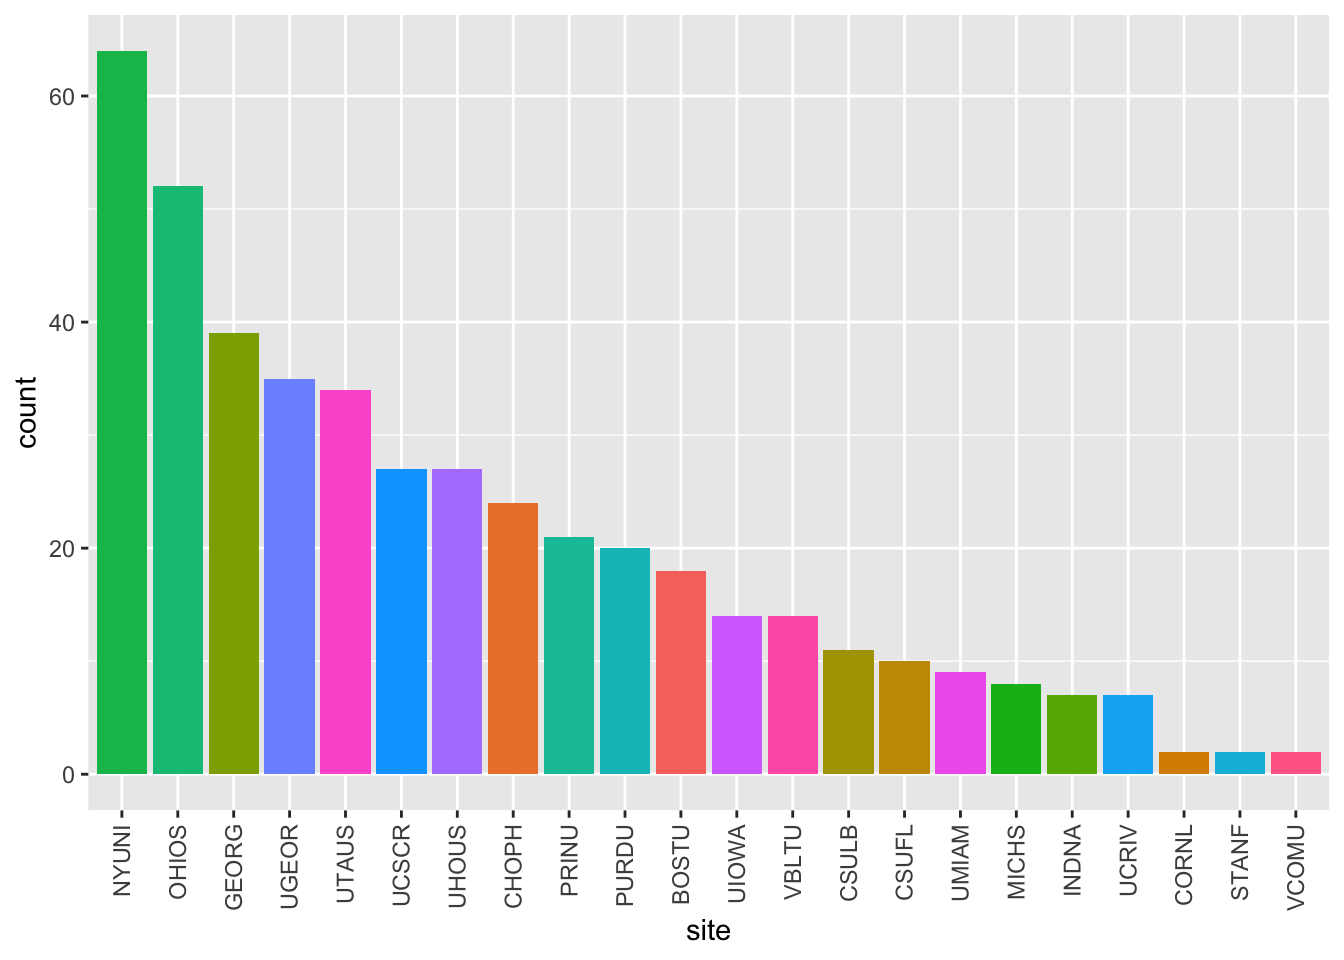 60
40
20
0
count
NYUNI
OHIOS
GEORG
UGEOR
UTAUS
UCSCR
UHOUS
CHOPH
PRINU
PURDU
BOSTU
UIOWA
VBLTU
CSULB
CSUFL
UMIAM
MICHS
INDNA
UCRIV
CORNL
STANF
VCOMU
site